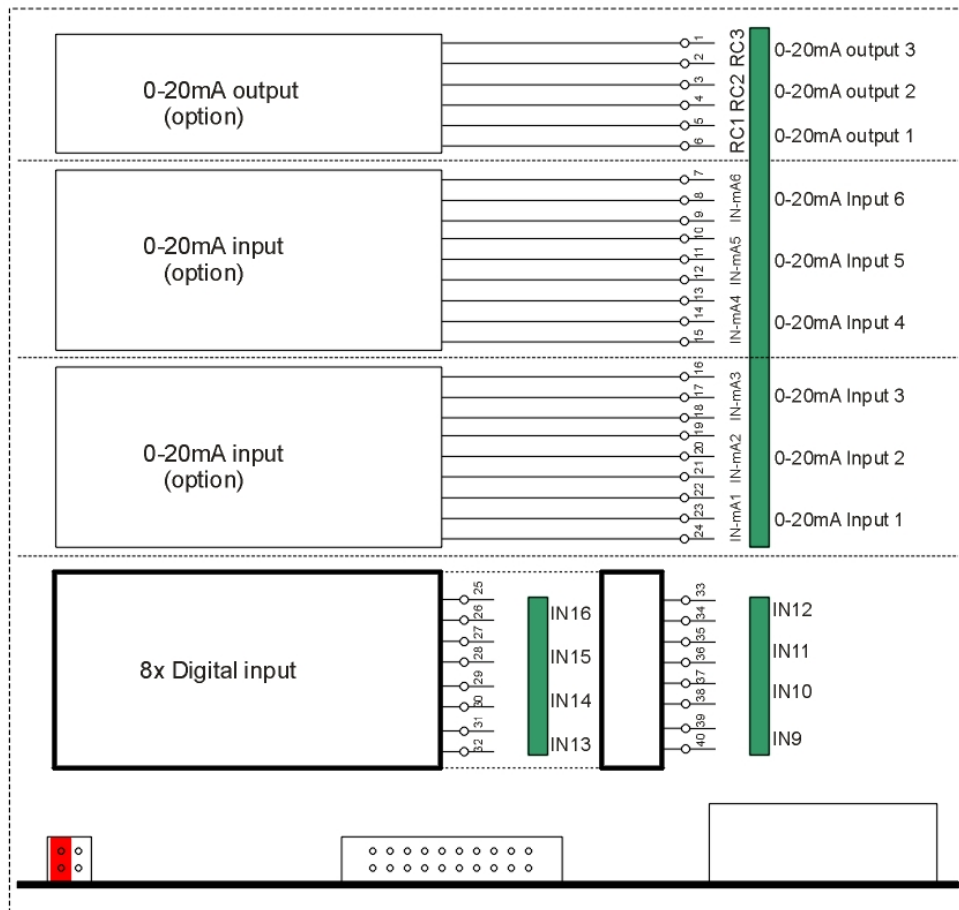 0-20mA output
(option)
1
2
3
4
5
6
RC3
RC2
RC1
0-20mA output 3
0-20mA output 2
0-20mA output 1
0-20mA input
(option)
7
8
9
10
11
12
13
14
15
IN-mA6
IN-mA5
IN-mA4
0-20mA Input 6
0-20mA Input 5
0-20mA Input 4
0-20mA input
(option)
16
17
18
19
20
21
22
23
24
IN-mA3
IN-mA2
IN-mA1
0-20mA Input 3
0-20mA Input 2
0-20mA Input 1
8x Digital input
25
26
27
28
29
30
31
32
IN16
IN15
IN14
IN13
33
34
35
36
37
38
39
40
IN12
IN11
IN10
IN9